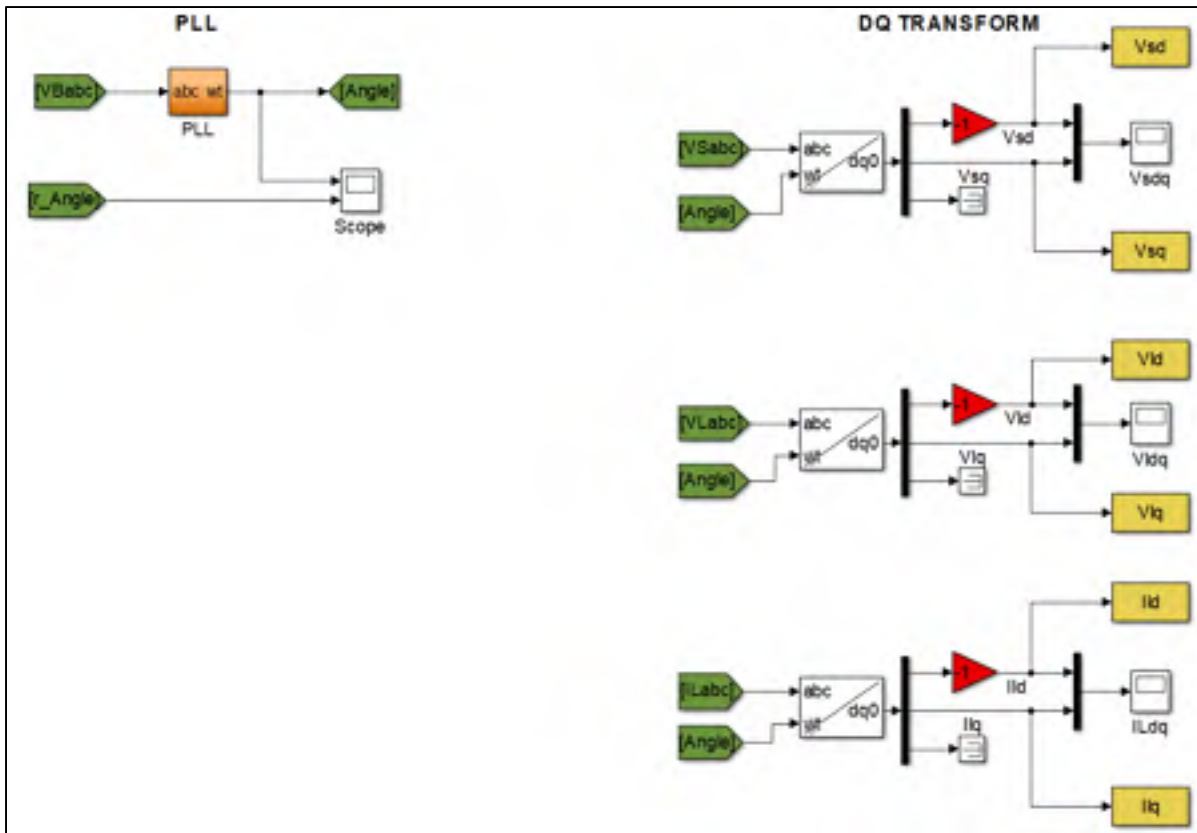 PLL
[VBabc]
abc wt
[Angle]
PLL
[r_Angle]
Scope
DQ TRANSFORM
Vsd
[VSabc]
abc
wt
dq0
-1
Vsd
Vsq
Vsdq
[Angle]
Vsq
Vld
[VLabc]
abc
wt
dq0
-1
Vld
Vlq
Vldq
[Angle]
Vlq
Ild
[ILabc]
abc
wt
dq0
-1
Ild
Ilq
ILdq
[Angle]
Ilq